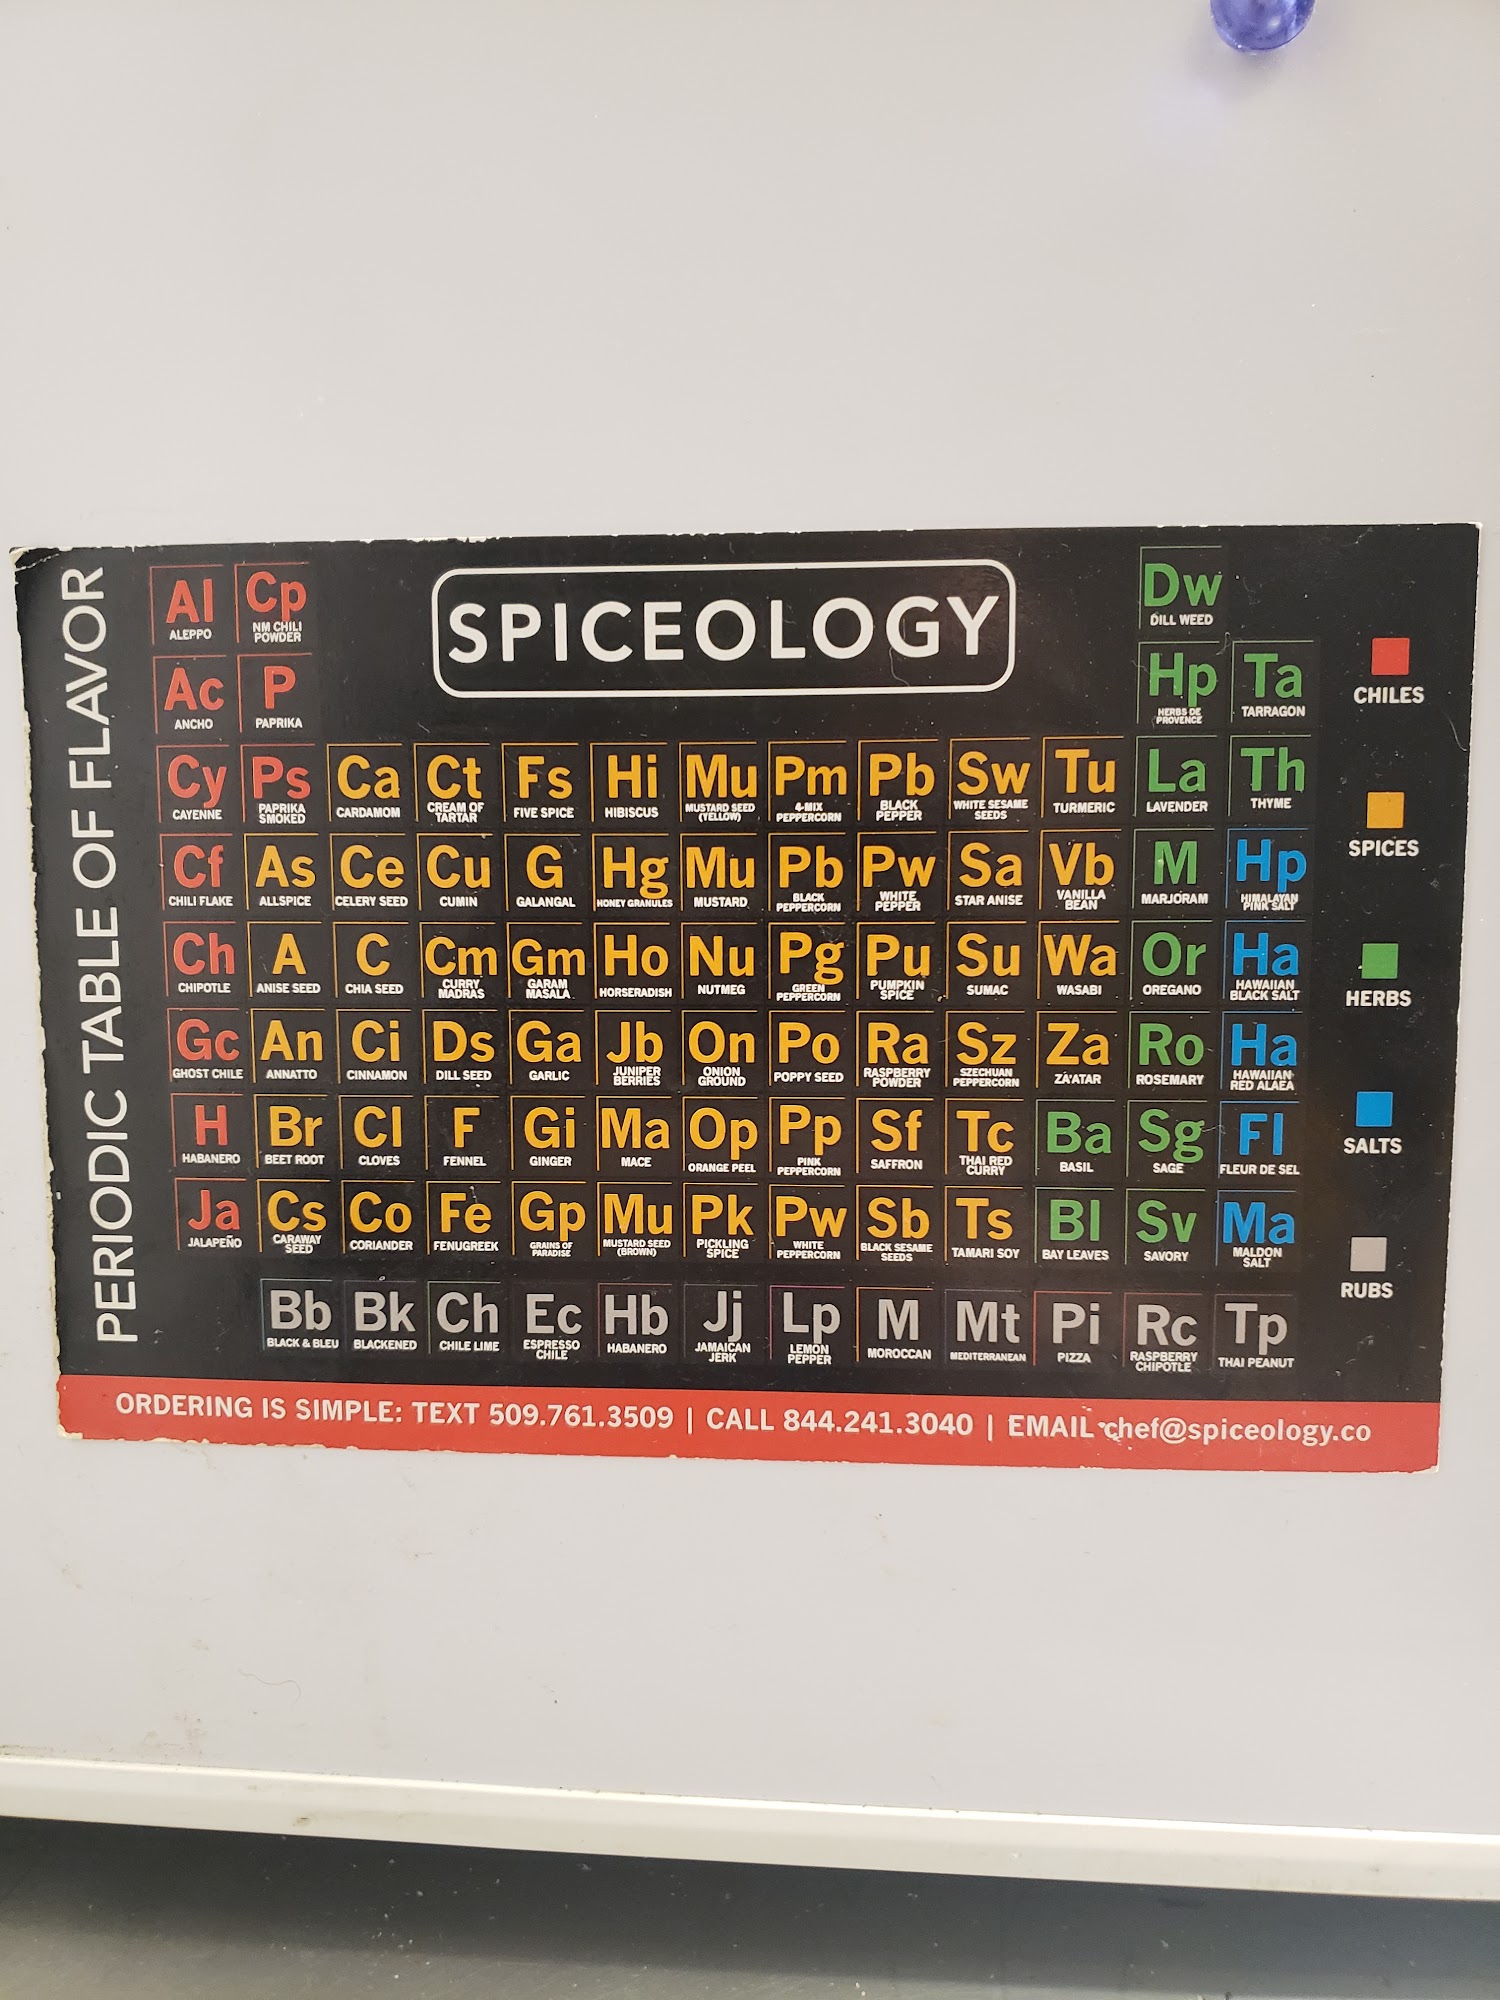 PERIODIC TABLE OF FLAVOR
SPICEOLOGY
Al
ALEPPO
Cp
NM CHILI
POWDER
Dw
DILL WEED
Ac
ANCHO
P
PAPRIKA
Hp
HERBS DE
PROVENCE
Ta
TARRAGON
Cy
CAYENNE
Ps
PAPRIKA
SMOKED
Ca
CARDAMOM
Ct
CREAM OF
TARTAR
Fs
FIVE SPICE
Hi
HIBISCUS
Mu
MUSTARD SEED
(YELLOW)
Pm
4-MIX
PEPPERCORN
Pb
BLACK
PEPPER
Sw
WHITE SESAME
SEEDS
Tu
TURMERIC
La
LAVENDER
Th
THYME
Cf
CHILI FLAKE
As
ALLSPICE
Ce
CELERY SEED
Cu
CUMIN
G
GALANGAL
Hg
HONEY GRANULES
Mu
MUSTARD
Pb
BLACK
PEPPERCORN
Pw
WHITE
PEPPER
Sa
STAR ANISE
Vb
VANILLA
BEAN
M
MARJORAM
Hp
HIMALAYAN
PINK SALT
Ch
CHIPOTLE
A
ANISE SEED
C
CHIA SEED
Cm
CURRY
MADRAS
Gm
GARAM
MASALA
Ho
HORSERADISH
Nu
NUTMEG
Pg
GREEN
PEPPERCORN
Pu
PUMPKIN
SPICE
Su
SUMAC
Wa
WASABI
Or
OREGANO
Ha
HAWAIIAN
BLACK SALT
Gc
GHOST CHILE
An
ANNATTO
Ci
CINNAMON
Ds
DILL SEED
Ga
GARLIC
Jb
JUNIPER
BERRIES
On
ONION
GROUND
Po
POPPY SEED
Ra
RASPBERRY
POWDER
Sz
SZECHUAN
PEPPERCORN
Za
ZA'ATAR
Ro
ROSEMARY
Ha
HAWAIIAN
RED ALAEA
H
HABANERO
Br
BEET ROOT
Cl
CLOVES
F
FENNEL
Gi
GINGER
Ma
MACE
Op
ORANGE PEEL
Pp
PINK
PEPPERCORN
Sf
SAFFRON
Tc
THAI RED
CURRY
Ba
BASIL
Sg
SAGE
Fl
FLEUR DE SEL
Ja
JALAPEÑO
Cs
CARAWAY
SEED
Co
CORIANDER
Fe
FENUGREEK
Gp
GRAINS OF
PARADISE
Mu
MUSTARD SEED
(BROWN)
Pk
PICKLING
SPICE
Pw
WHITE
PEPPERCORN
Sb
BLACK SESAME
SEEDS
Ts
TAMARI SOY
Bl
BAY LEAVES
Sv
SAVORY
Ma
MALDON
SALT
Bb
BLACK & BLEU
Bk
BLACKENED
Ch
CHILE LIME
Ec
ESPRESSO
CHILE
Hb
HABANERO
Jj
JAMAICAN
JERK
Lp
LEMON
PEPPER
M
MOROCCAN
Mt
MEDITERRANEAN
Pi
PIZZA
Rc
RASPBERRY
CHIPOTLE
Tp
THAI PEANUT
CHILES
SPICES
HERBS
SALTS
RUBS
ORDERING IS SIMPLE: TEXT 509.761.3509 | CALL 844.241.3040 | EMAIL chef@spiceology.co